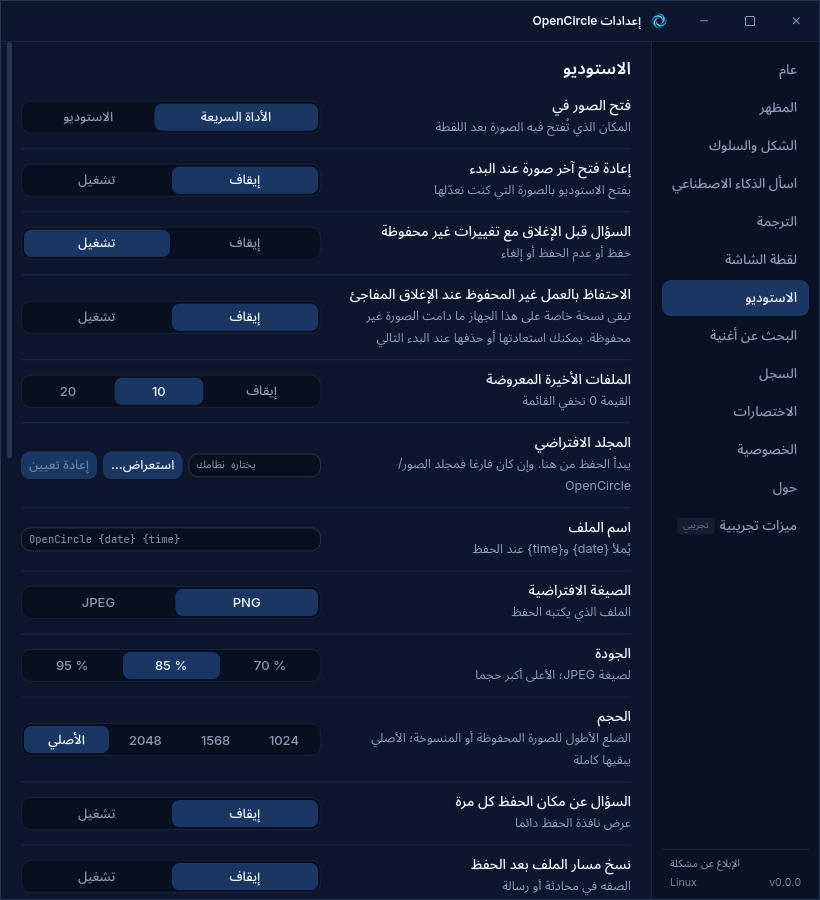 إعدادات OpenCircle
عام
المظهر
الشكل والسلوك
اسأل الذكاء الاصطناعي
الترجمة
لقطة الشاشة
الاستوديو
البحث عن أغنية
السجل
الاختصارات
الخصوصية
حول
ميزات تجريبية تجريبي
الإبلاغ عن مشكلة
Linux v0.0.0
الاستوديو
فتح الصور في
المكان الذي تُفتح فيه الصورة بعد اللقطة
الأداة السريعة الاستوديو
إعادة فتح آخر صورة عند البدء
يفتح الاستوديو بالصورة التي كنت تعدّلها
إيقاف تشغيل
السؤال قبل الإغلاق مع تغييرات غير محفوظة
حفظ أو عدم الحفظ أو إلغاء
إيقاف تشغيل
الاحتفاظ بالعمل غير المحفوظ عند الإغلاق المفاجئ
تبقى نسخة خاصة على هذا الجهاز ما دامت الصورة غير
محفوظة. يمكنك استعادتها أو حذفها عند البدء التالي
إيقاف تشغيل
الملفات الأخيرة المعروضة
القيمة 0 تخفي القائمة
إيقاف 10 20
المجلد الافتراضي
يبدأ الحفظ من هنا. وإن كان فارغا فمجلد الصور/
OpenCircle
يختاره نظامك استعراض... إعادة تعيين
اسم الملف
يُملأ {date} و{time} عند الحفظ
OpenCircle {date} {time}
الصيغة الافتراضية
الملف الذي يكتبه الحفظ
PNG JPEG
الجودة
لصيغة JPEG؛ الأعلى أكبر حجما
70 % 85 % 95 %
الحجم
الضلع الأطول للصورة المحفوظة أو المنسوخة؛ الأصلي
يبقيها كاملة
1024 1568 2048 الأصلي
السؤال عن مكان الحفظ كل مرة
عرض نافذة الحفظ دائما
إيقاف تشغيل
نسخ مسار الملف بعد الحفظ
الصقه في محادثة أو رسالة
إيقاف تشغيل